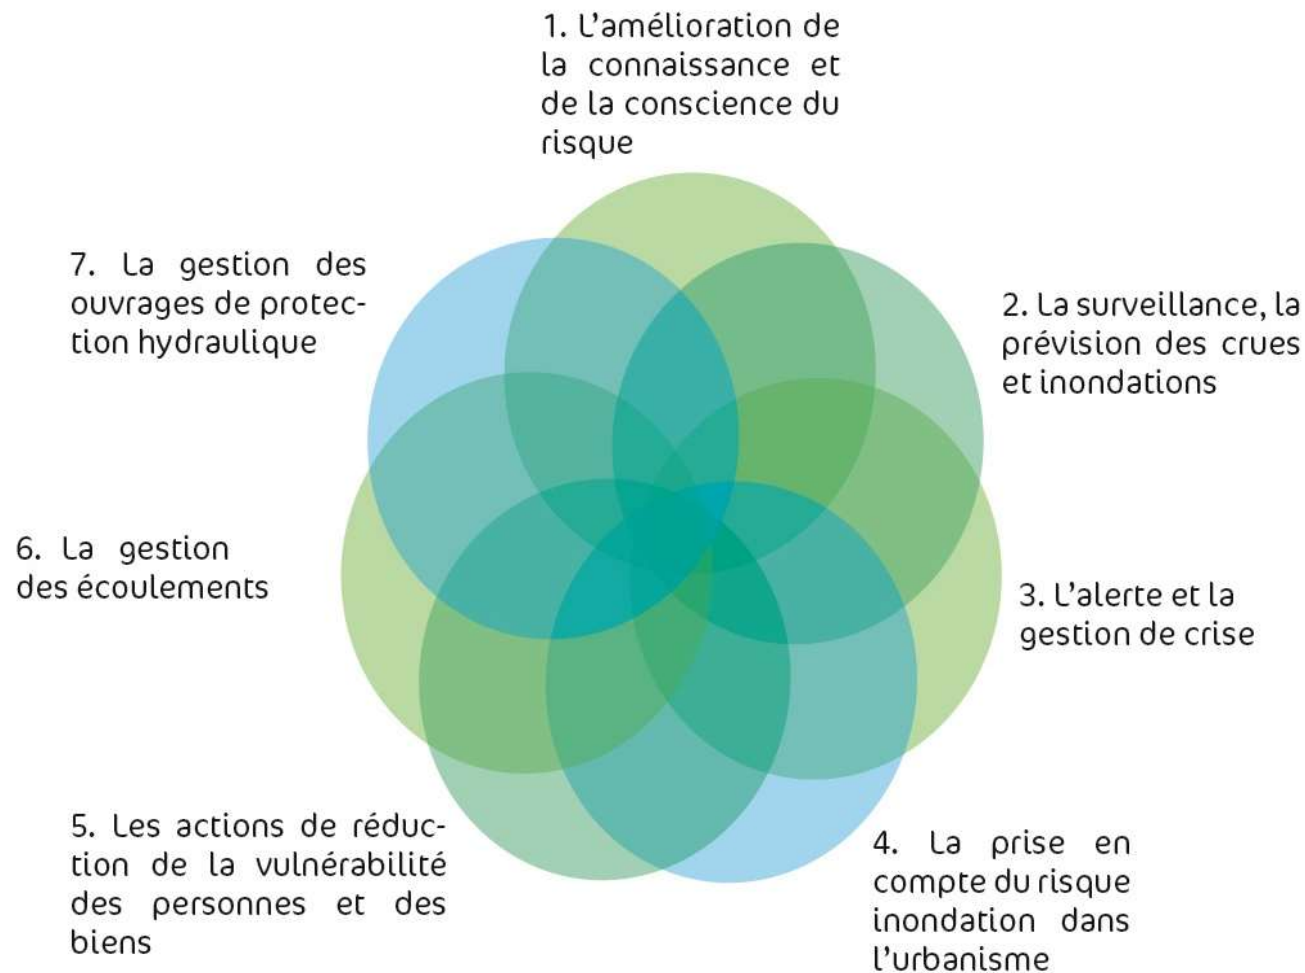 1. L'amélioration de
la connaissance et
de la conscience du
risque
2. La surveillance, la
prévision des crues
et inondations
3. L'alerte et la
gestion de crise
4. La prise en
compte du risque
inondation dans
l'urbanisme
5. Les actions de réduc-
tion de la vulnérabilité
des personnes et des
biens
6. La gestion
des écoulements
7. La gestion des
ouvrages de protec-
tion hydraulique